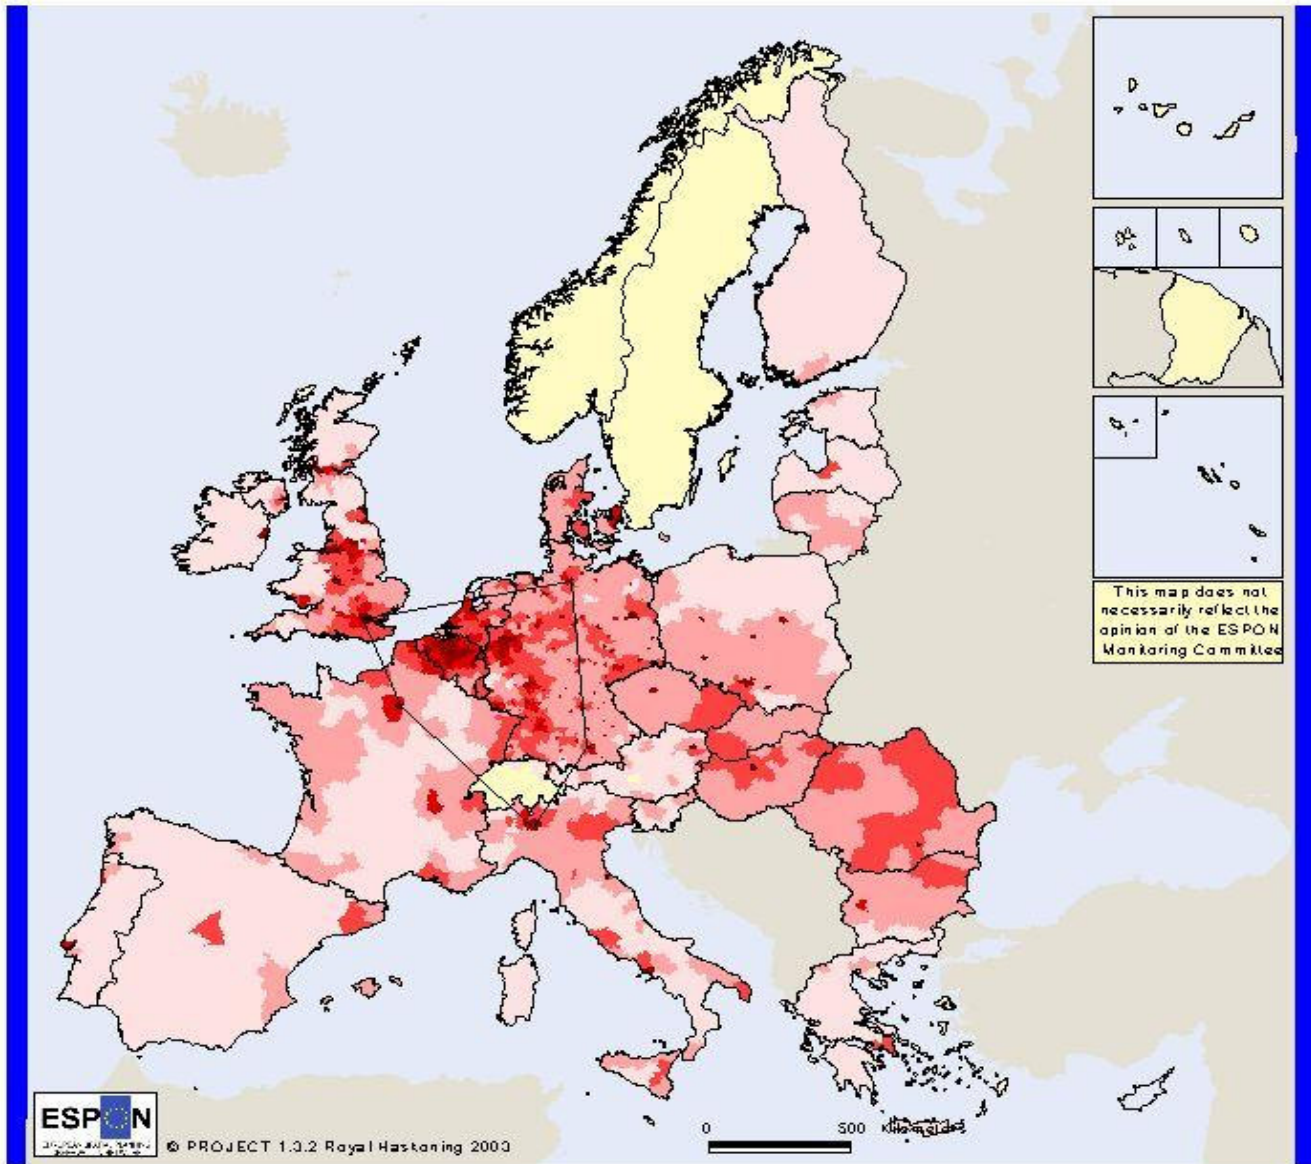 This map does not
necessarily reflect the
opinion of the ESPON
Monitoring Committee
ESPON
© PROJECT 1.3.2 Royal Haskoning 2003
0 500 Kilometers